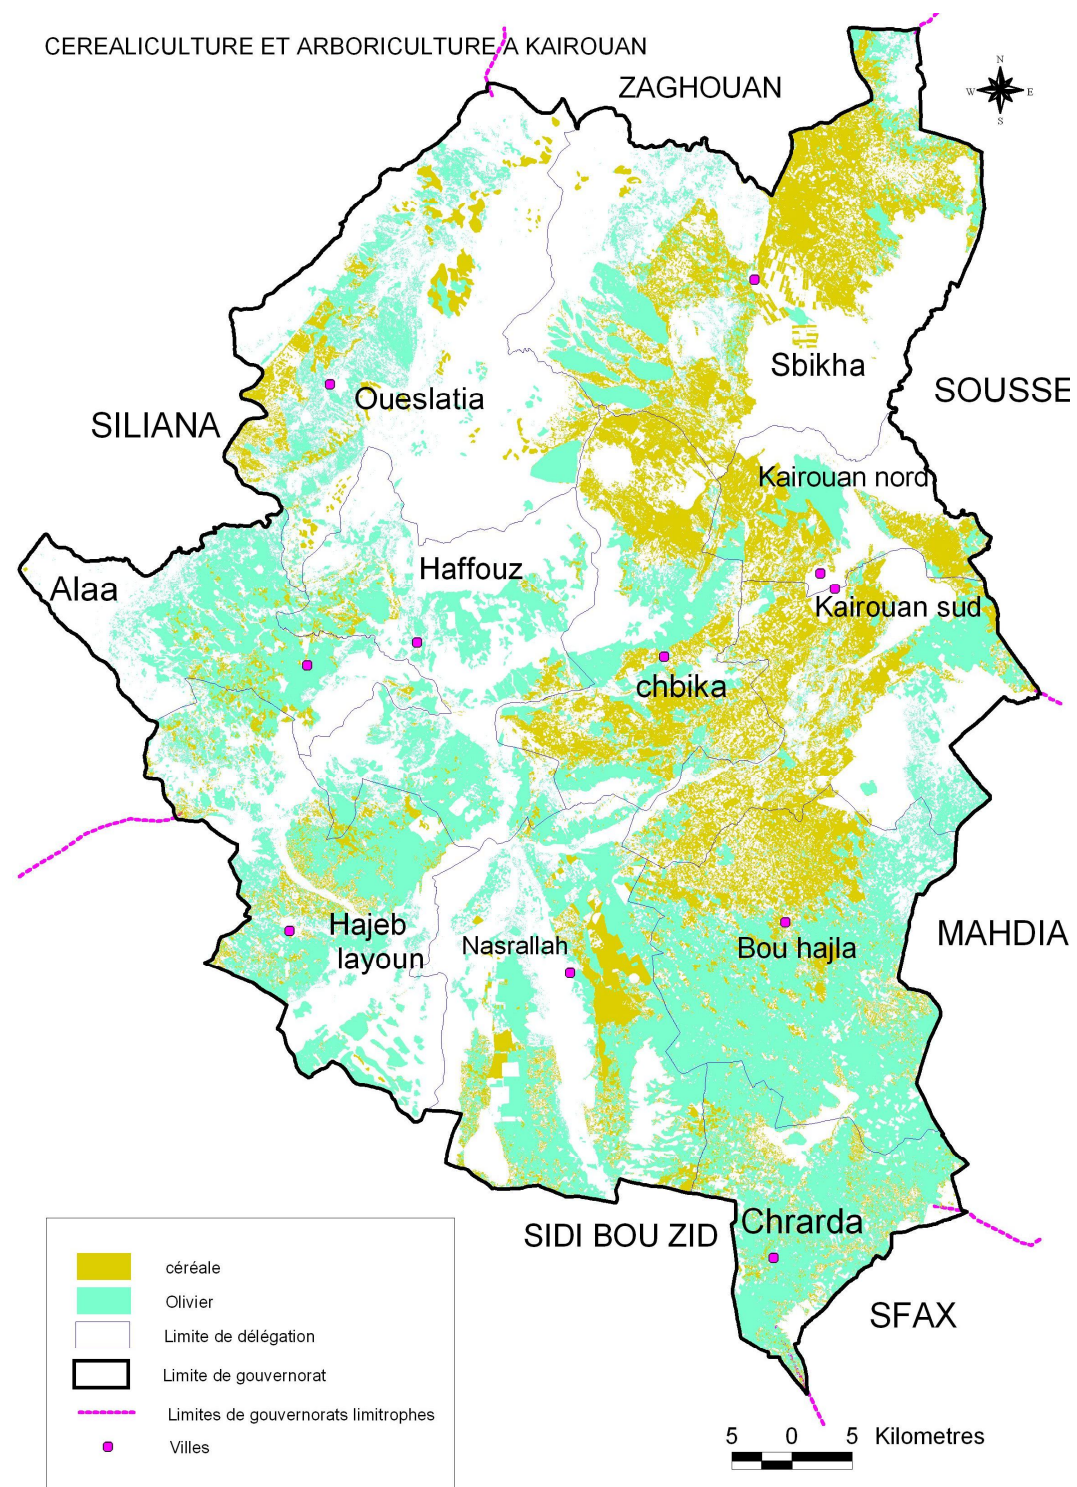 CEREALICULTURE ET ARBORICULTURE A KAIROUAN
ZAGHOUAN
N
W
E
S
Sbikha
SOUSSE
Oueslatia
SILIANA
Kairouan nord
Haffouz
Alaa
Kairouan sud
chbika
Hajeb
layoun
Nasrallah
Bou hajla
MAHDIA
Chrarda
SIDI BOU ZID
SFAX
céréale
Olivier
Limite de délégation
Limite de gouvernorat
Limites de gouvernorats limitrophes
Villes
5 0 5 Kilometres